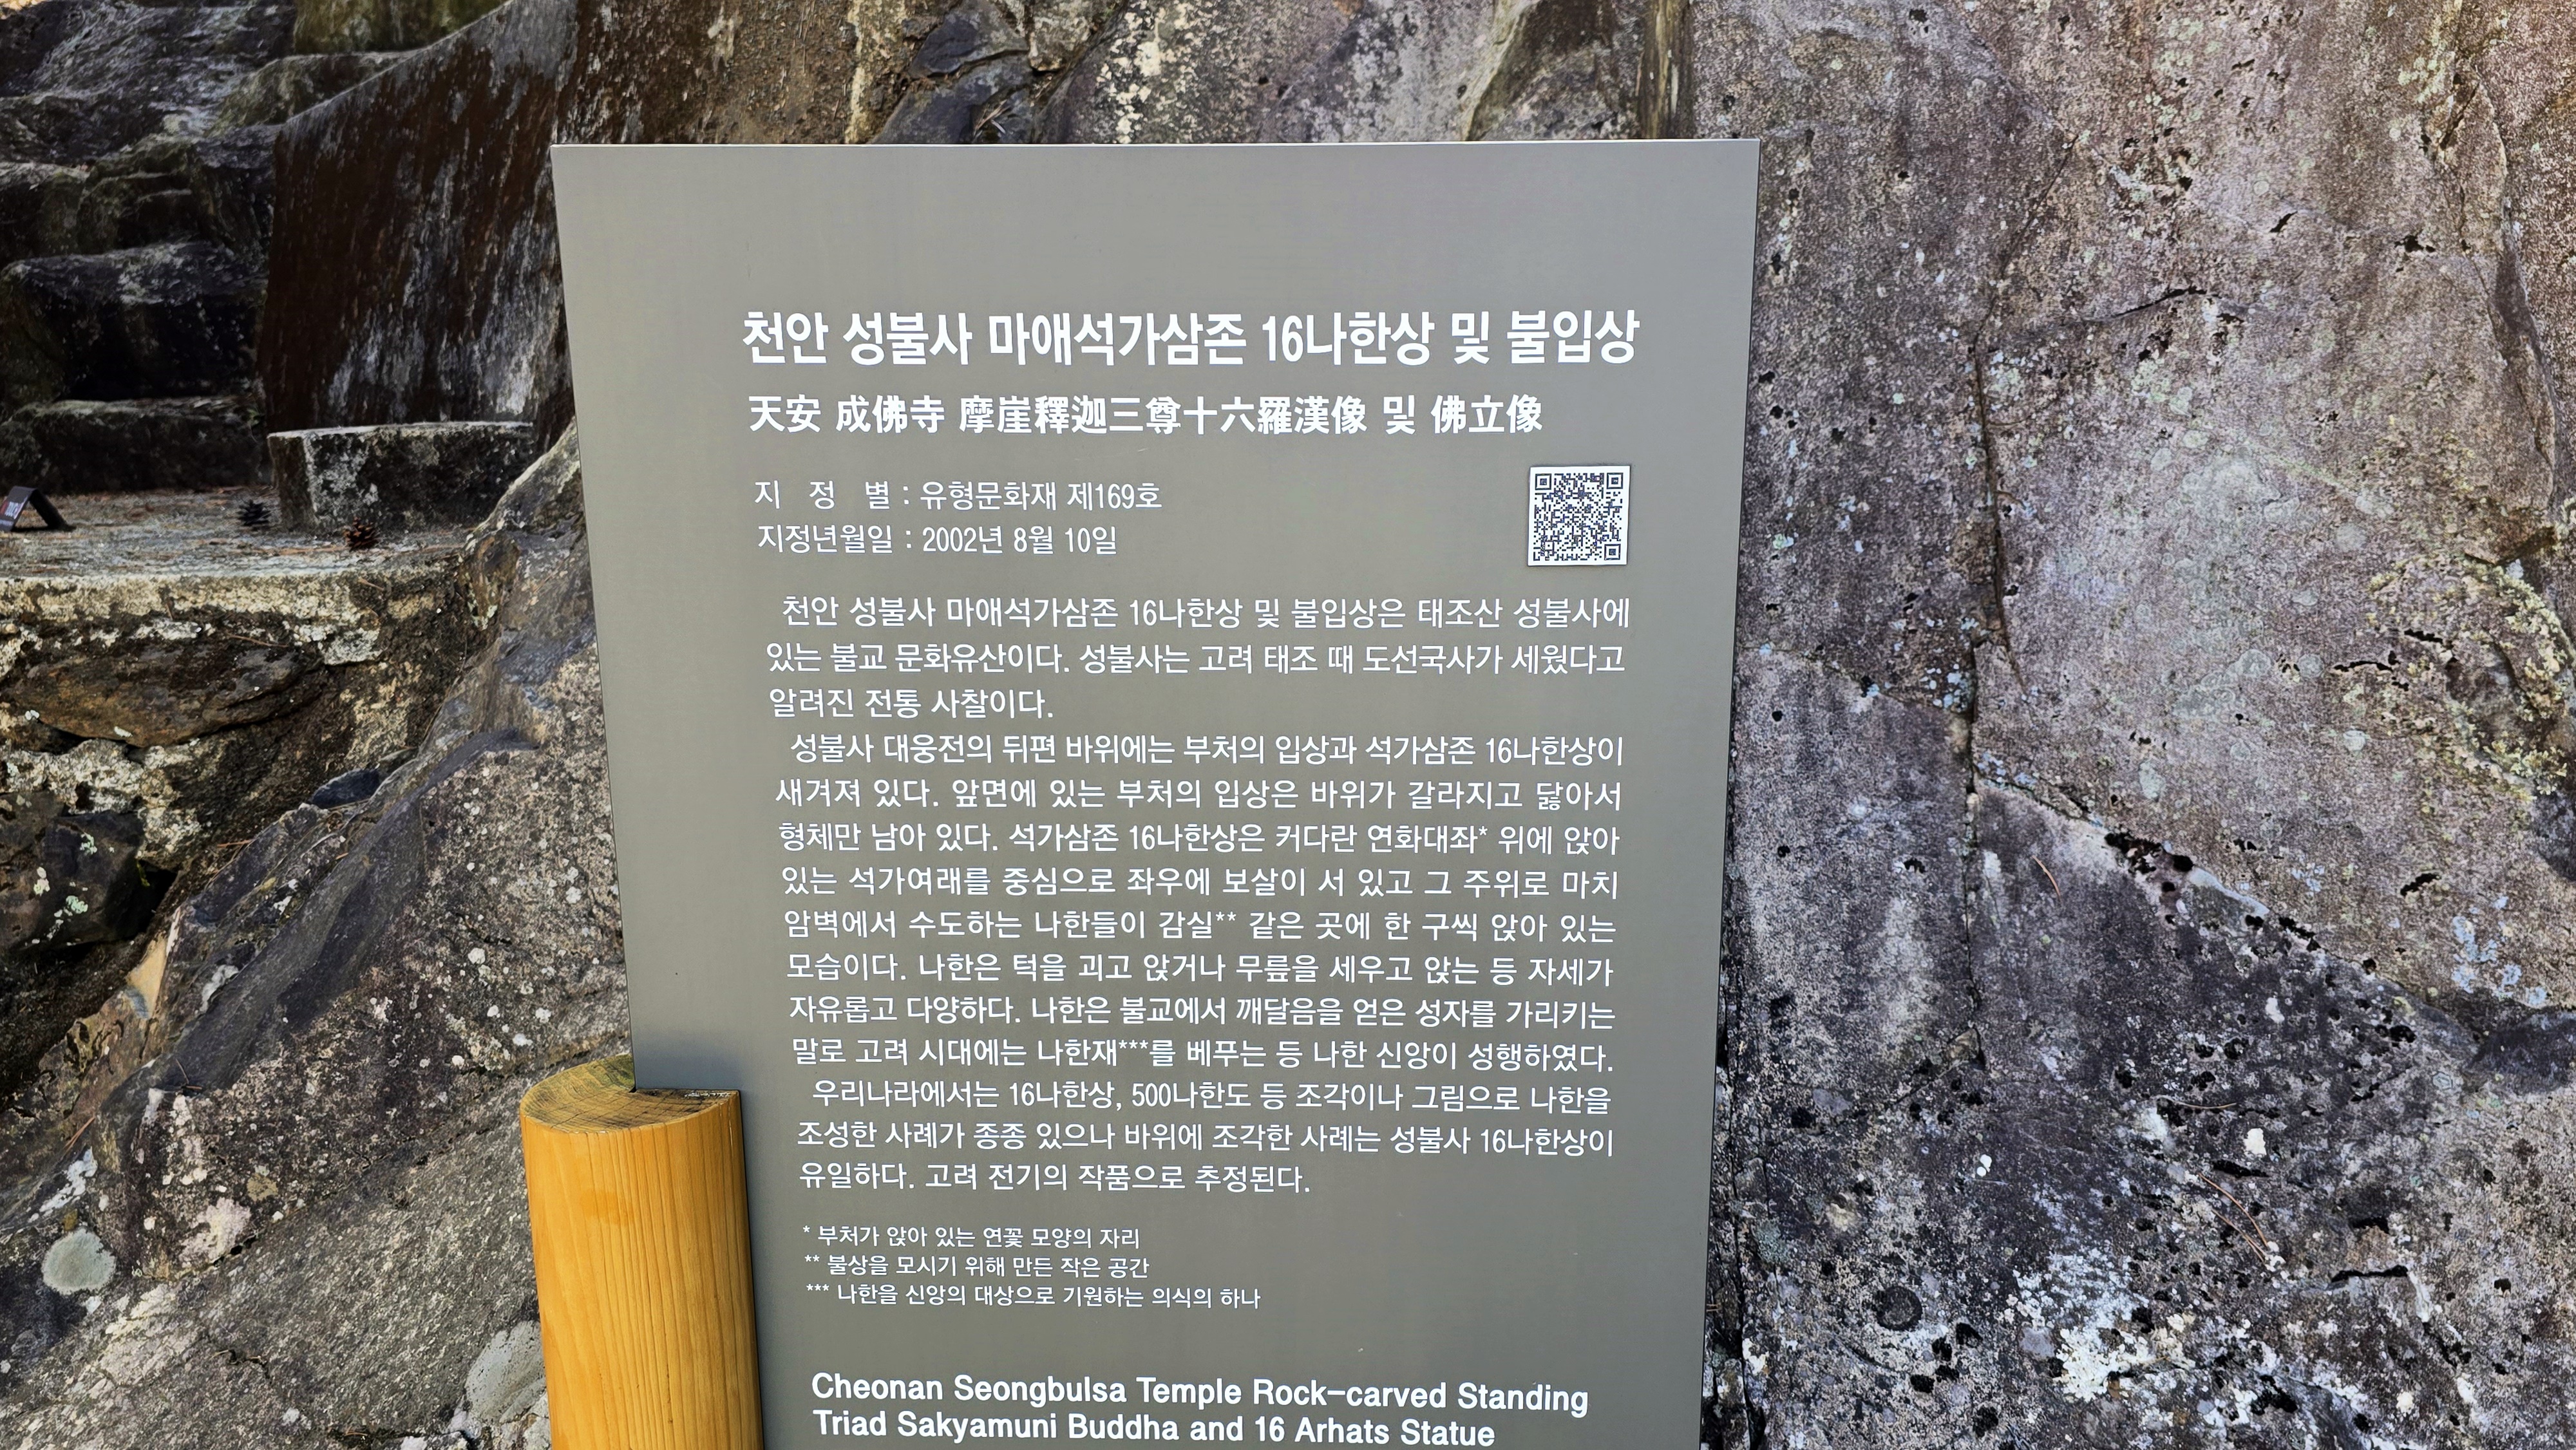 천안 성불사 마애석가삼존 16나한상 및 불입상
天安 成佛寺 摩崖釋迦三尊十六羅漢像 및 佛立像
지 정 별 : 유형문화재 제169호
지정년월일 : 2002년 8월 10일
천안 성불사 마애석가삼존 16나한상 및 불입상은 태조산 성불사에
있는 불교 문화유산이다. 성불사는 고려 태조 때 도선국사가 세웠다고
알려진 전통 사찰이다.
성불사 대웅전의 뒤편 바위에는 부처의 입상과 석가삼존 16나한상이
새겨져 있다. 앞면에 있는 부처의 입상은 바위가 갈라지고 닳아서
형체만 남아 있다. 석가삼존 16나한상은 커다란 연화대좌* 위에 앉아
있는 석가여래를 중심으로 좌우에 보살이 서 있고 그 주위로 마치
암벽에서 수도하는 나한들이 감실** 같은 곳에 한 구씩 앉아 있는
모습이다. 나한은 턱을 괴고 앉거나 무릎을 세우고 앉는 등 자세가
자유롭고 다양하다. 나한은 불교에서 깨달음을 얻은 성자를 가리키는
말로 고려 시대에는 나한재***를 베푸는 등 나한 신앙이 성행하였다.
우리나라에서는 16나한상, 500나한도 등 조각이나 그림으로 나한을
조성한 사례가 종종 있으나 바위에 조각한 사례는 성불사 16나한상이
유일하다. 고려 전기의 작품으로 추정된다.
* 부처가 앉아 있는 연꽃 모양의 자리
** 불상을 모시기 위해 만든 작은 공간
*** 나한을 신앙의 대상으로 기원하는 의식의 하나
Cheonan Seongbulsa Temple Rock-carved Standing
Triad Sakyamuni Buddha and 16 Arhats Statue